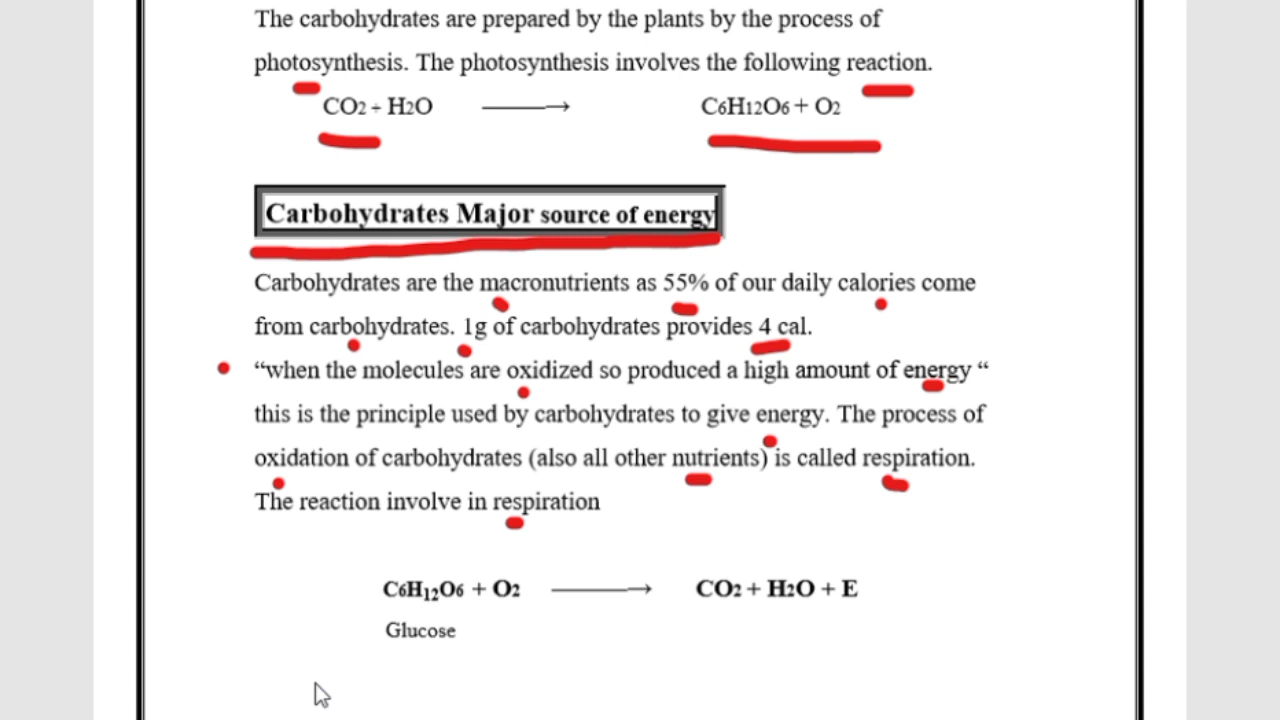 The carbohydrates are prepared by the plants by the process of
photosynthesis. The photosynthesis involves the following reaction.
CO2 + H2O ⟶ C6H12O6 + O2
Carbohydrates Major source of energy
Carbohydrates are the macronutrients as 55% of our daily calories come
from carbohydrates. 1g of carbohydrates provides 4 cal.
“when the molecules are oxidized so produced a high amount of energy “
this is the principle used by carbohydrates to give energy. The process of
oxidation of carbohydrates (also all other nutrients) is called respiration.
The reaction involve in respiration
C6H12O6 + O2 ⟶ CO2 + H2O + E
Glucose